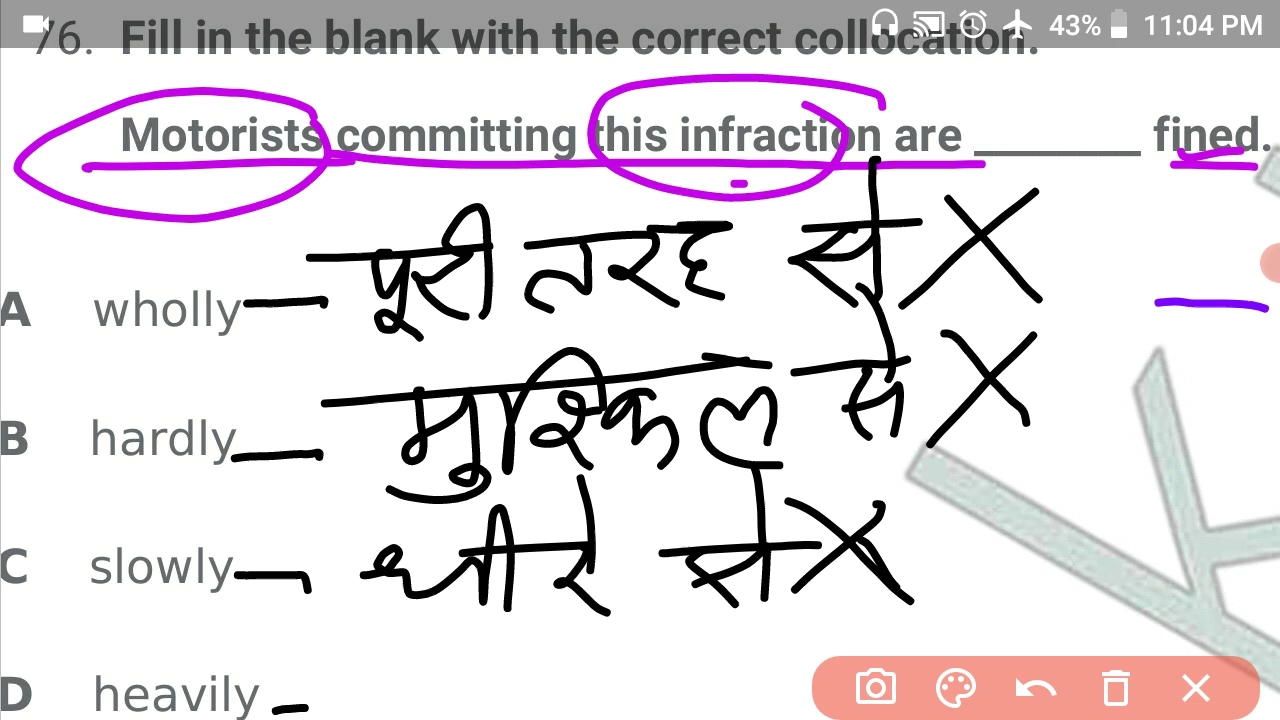 43% 11:04 PM
76. Fill in the blank with the correct collocation.
Motorists committing this infraction are ________ fined.
A wholly — पूरी तरह से ×
B hardly — मुश्किल से ×
C slowly — धीरे से ×
D heavily —